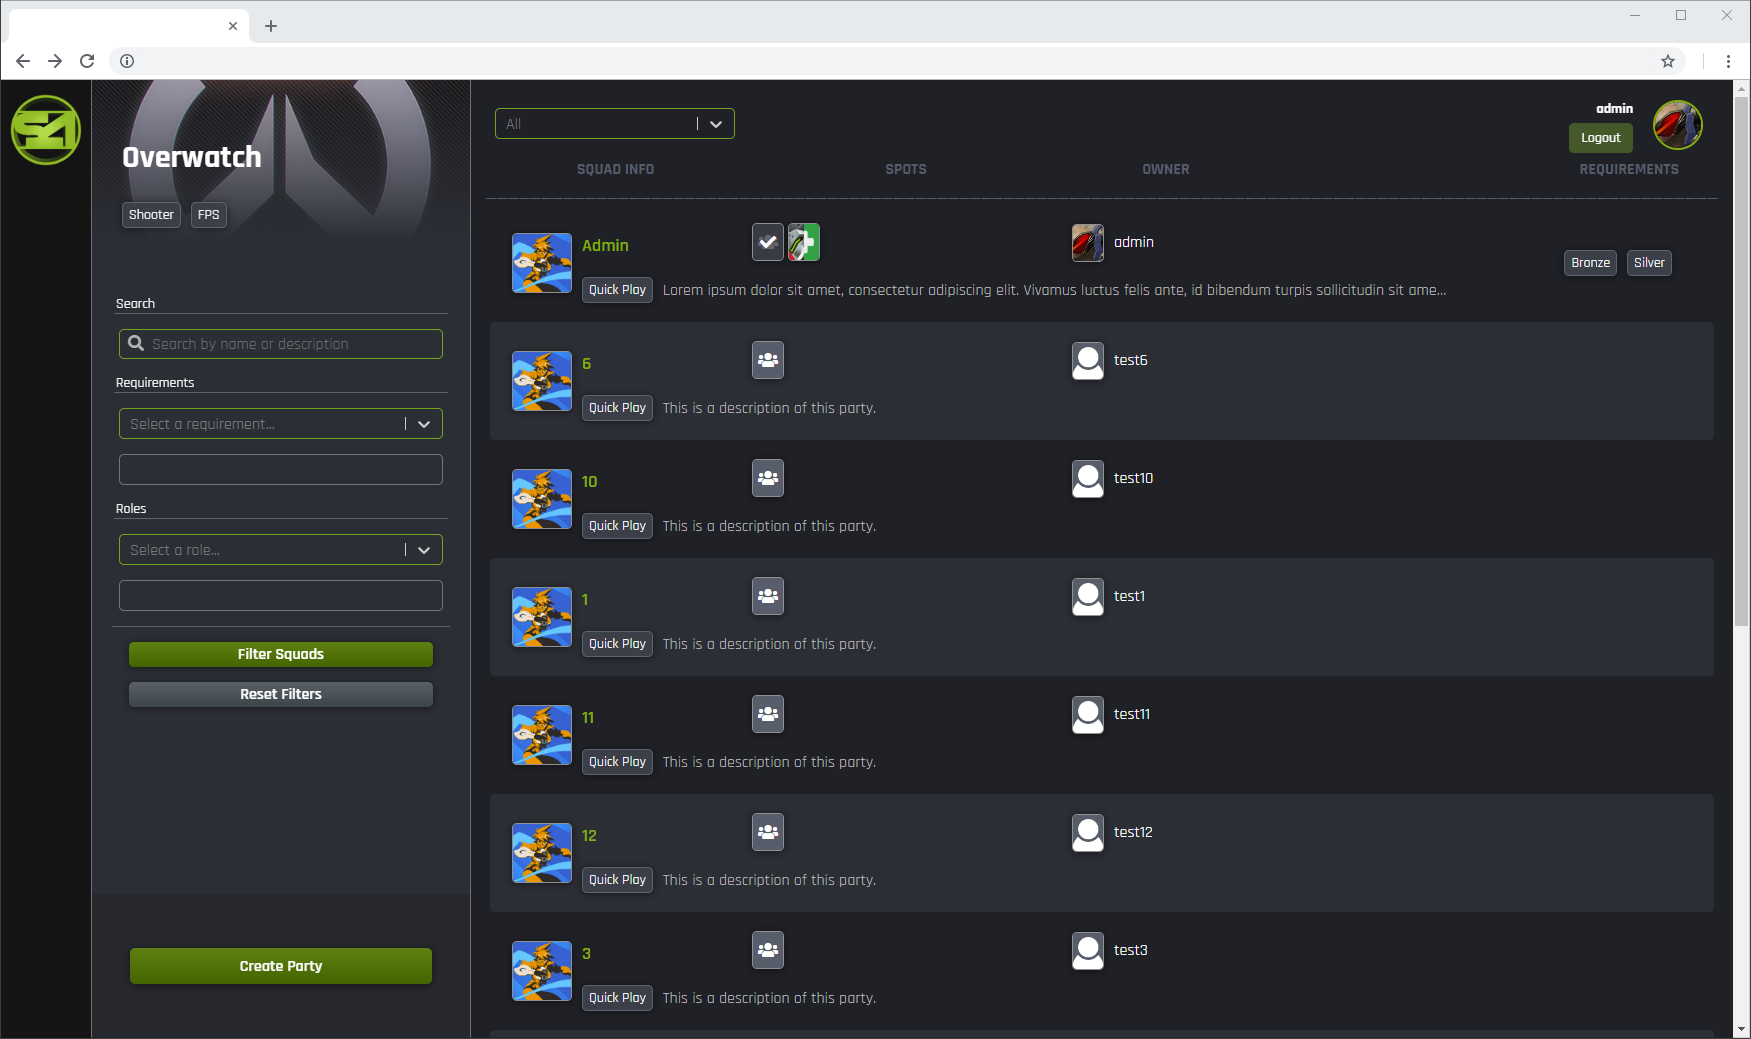 Overwatch
Shooter FPS
Search
Search by name or description
Requirements
Select a requirement...
Roles
Select a role...
Filter Squads
Reset Filters
Create Party
All
admin
Logout
SQUAD INFO SPOTS OWNER REQUIREMENTS
Admin admin
Bronze Silver
Quick Play Lorem ipsum dolor sit amet, consectetur adipiscing elit. Vivamus luctus felis ante, id bibendum turpis sollicitudin sit ame...
6 test6
Quick Play This is a description of this party.
10 test10
Quick Play This is a description of this party.
1 test1
Quick Play This is a description of this party.
11 test11
Quick Play This is a description of this party.
12 test12
Quick Play This is a description of this party.
3 test3
Quick Play This is a description of this party.